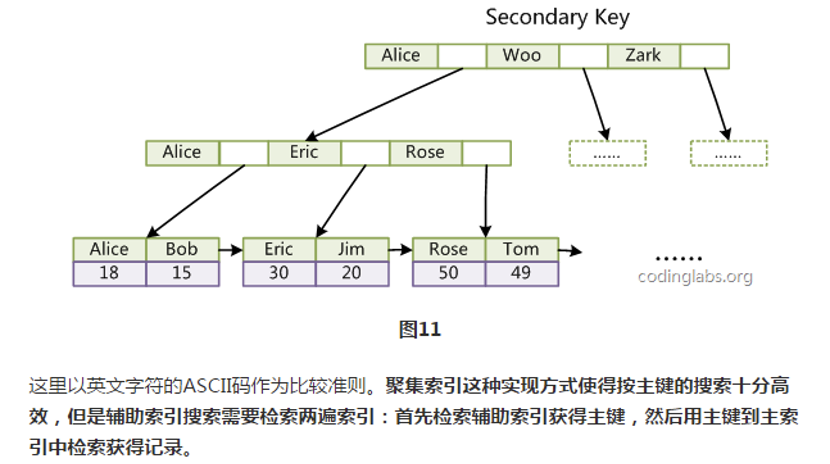 Secondary Key
Alice Woo Zark
Alice Eric Rose …… ……
Alice Bob Eric Jim Rose Tom
18 15 30 20 50 49
……
codinglabs.org
图11
这里以英文字符的ASCII码作为比较准则。聚集索引这种实现方式使得按主键的搜索十分高
效，但是辅助索引搜索需要检索两遍索引：首先检索辅助索引获得主键，然后用主键到主索
引中检索获得记录。